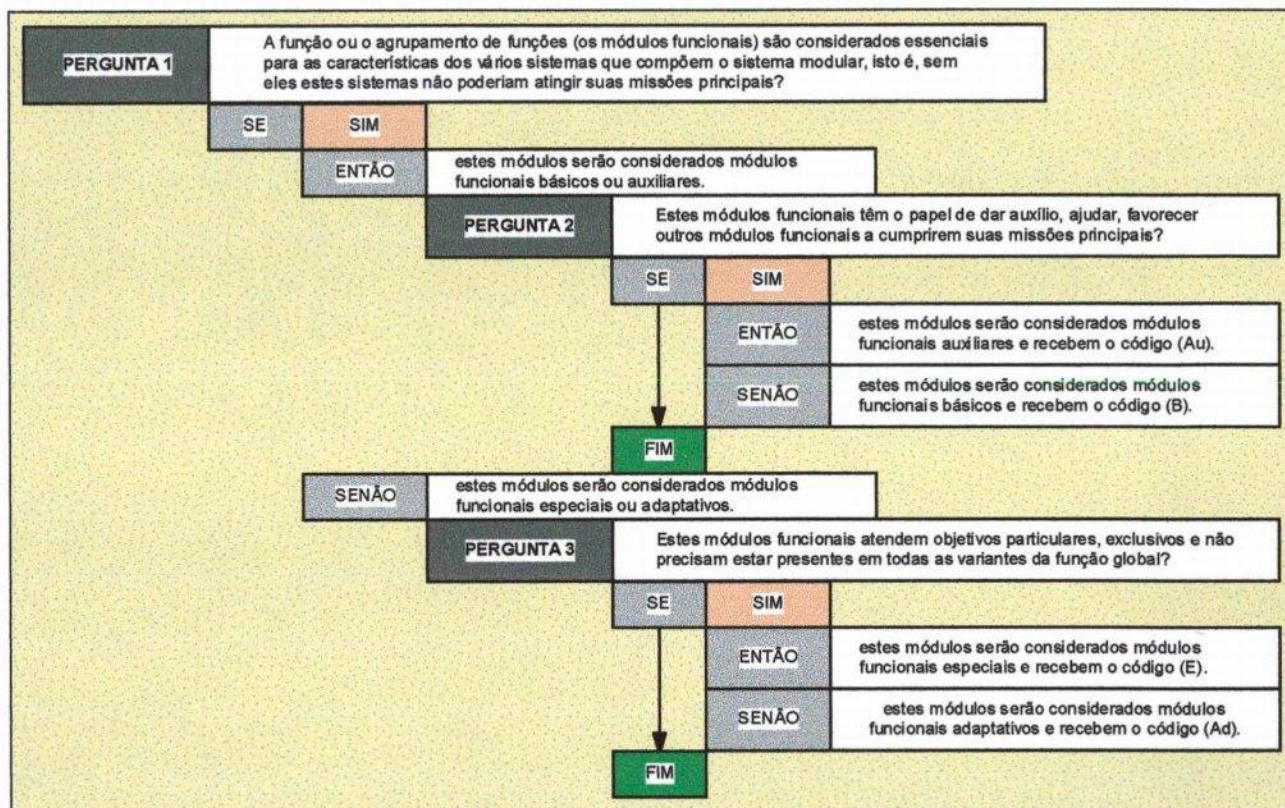 PERGUNTA 1
A função ou o agrupamento de funções (os módulos funcionais) são considerados essenciais
para as características dos vários sistemas que compõem o sistema modular, isto é, sem
eles estes sistemas não poderiam atingir suas missões principais?
SE
SIM
ENTÃO
estes módulos serão considerados módulos
funcionais básicos ou auxiliares.
PERGUNTA 2
Estes módulos funcionais têm o papel de dar auxílio, ajudar, favorecer
outros módulos funcionais a cumprirem suas missões principais?
SE
SIM
ENTÃO
estes módulos serão considerados módulos
funcionais auxiliares e recebem o código (Au).
SENÃO
estes módulos serão considerados módulos
funcionais básicos e recebem o código (B).
FIM
SENÃO
estes módulos serão considerados módulos
funcionais especiais ou adaptativos.
PERGUNTA 3
Estes módulos funcionais atendem objetivos particulares, exclusivos e não
precisam estar presentes em todas as variantes da função global?
SE
SIM
ENTÃO
estes módulos serão considerados módulos
funcionais especiais e recebem o código (E).
SENÃO
estes módulos serão considerados módulos
funcionais adaptativos e recebem o código (Ad).
FIM